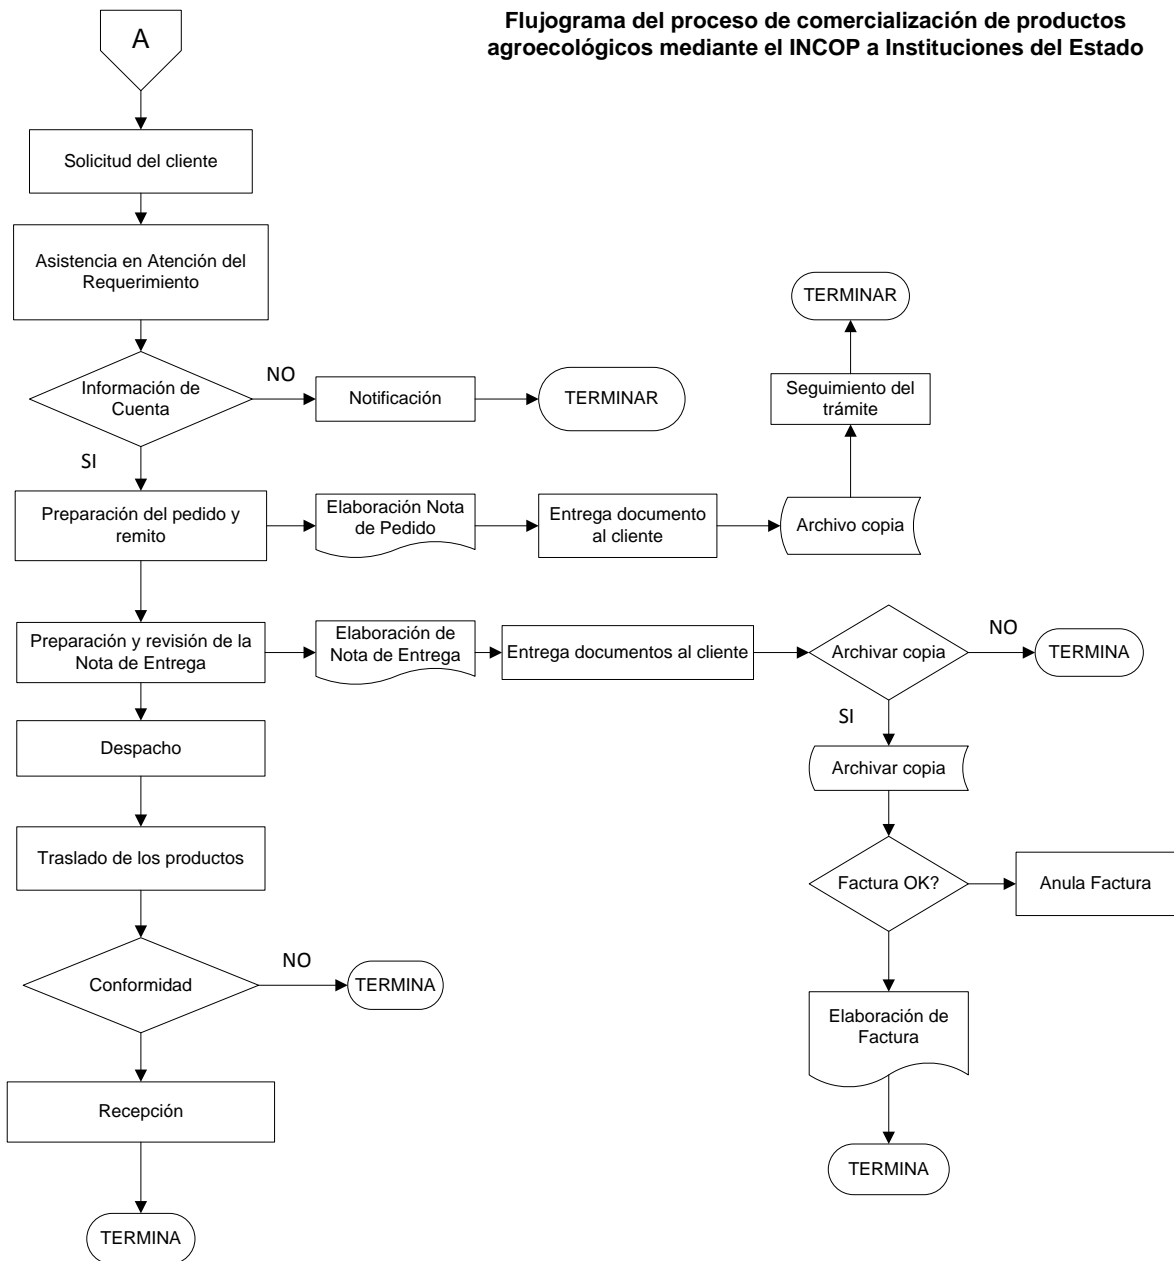 Flujograma del proceso de comercialización de productos
agroecológicos mediante el INCOP a Instituciones del Estado
A
Solicitud del cliente
Asistencia en Atención del
Requerimiento
Información de
Cuenta
NO
Notificación
TERMINAR
TERMINAR
Seguimiento del
trámite
SI
Preparación del pedido y
remito
Elaboración Nota
de Pedido
Entrega documento
al cliente
Archivo copia
Preparación y revisión de la
Nota de Entrega
Elaboración de
Nota de Entrega
Entrega documentos al cliente
Archivar copia
NO
TERMINA
SI
Despacho
Archivar copia
Traslado de los productos
Factura OK?
Anula Factura
Conformidad
NO
TERMINA
Elaboración de
Factura
Recepción
TERMINA
TERMINA